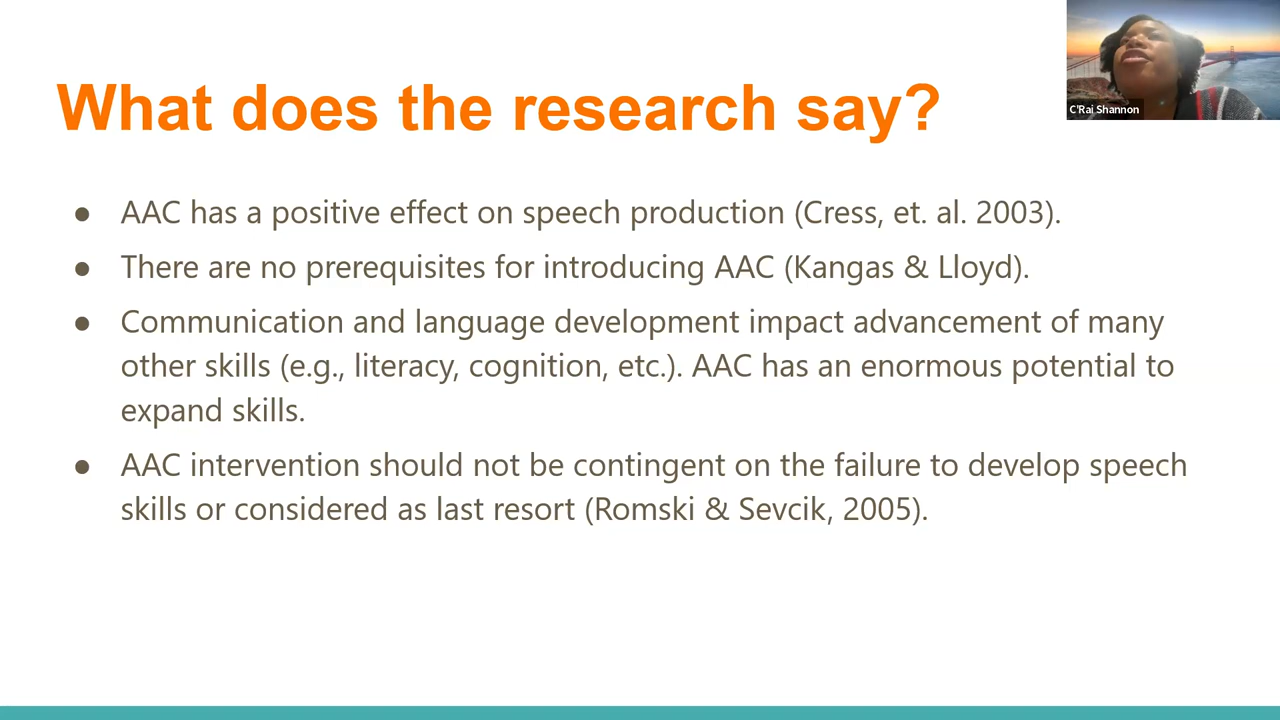 What does the research say?
C'Rai Shannon
● AAC has a positive effect on speech production (Cress, et. al. 2003).
● There are no prerequisites for introducing AAC (Kangas & Lloyd).
● Communication and language development impact advancement of many
other skills (e.g., literacy, cognition, etc.). AAC has an enormous potential to
expand skills.
● AAC intervention should not be contingent on the failure to develop speech
skills or considered as last resort (Romski & Sevcik, 2005).